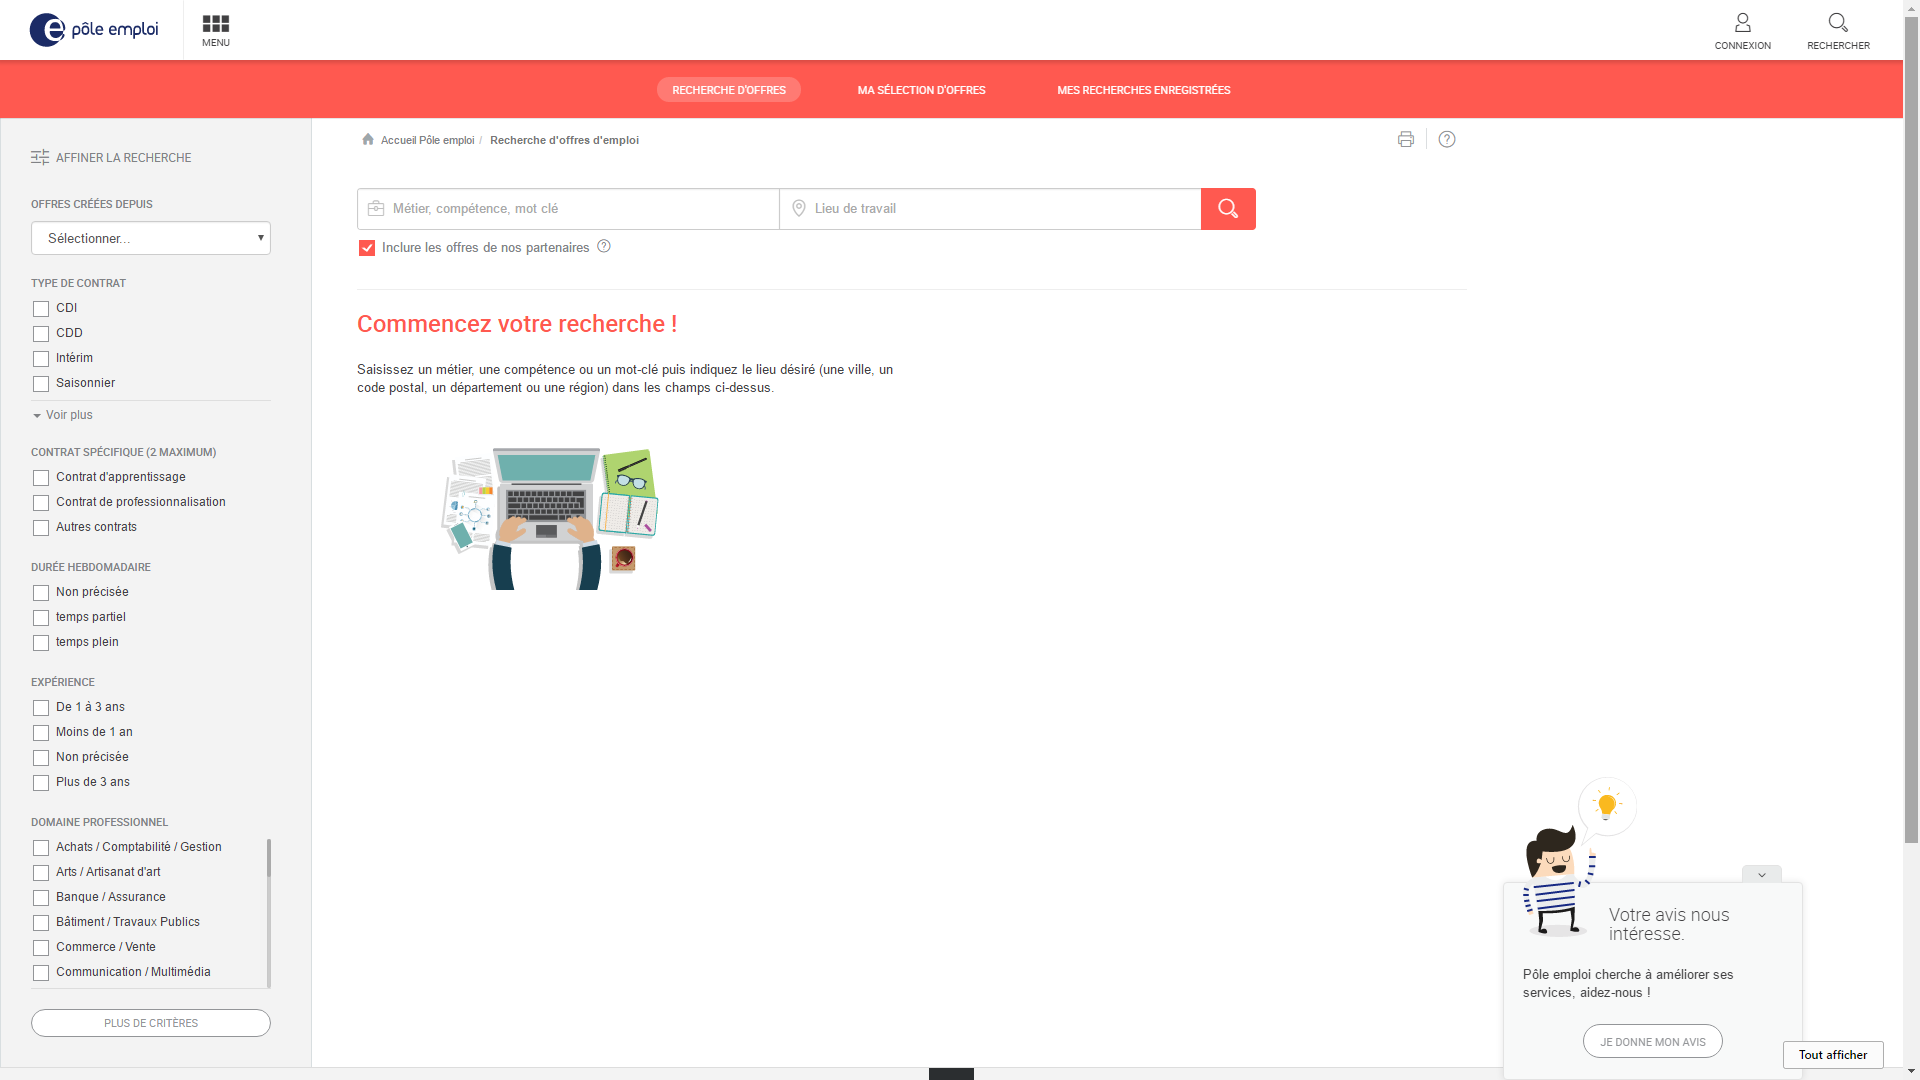 pôle emploi
MENU
CONNEXION
RECHERCHER
RECHERCHE D'OFFRES
MA SÉLECTION D'OFFRES
MES RECHERCHES ENREGISTRÉES
Accueil Pôle emploi / Recherche d'offres d'emploi
AFFINER LA RECHERCHE
OFFRES CRÉÉES DEPUIS
Sélectionner...
TYPE DE CONTRAT
CDI
CDD
Intérim
Saisonnier
Voir plus
CONTRAT SPÉCIFIQUE (2 MAXIMUM)
Contrat d'apprentissage
Contrat de professionnalisation
Autres contrats
DURÉE HEBDOMADAIRE
Non précisée
temps partiel
temps plein
EXPÉRIENCE
De 1 à 3 ans
Moins de 1 an
Non précisée
Plus de 3 ans
DOMAINE PROFESSIONNEL
Achats / Comptabilité / Gestion
Arts / Artisanat d'art
Banque / Assurance
Bâtiment / Travaux Publics
Commerce / Vente
Communication / Multimédia
PLUS DE CRITÈRES
Métier, compétence, mot clé
Lieu de travail
Inclure les offres de nos partenaires ?
Commencez votre recherche !
Saisissez un métier, une compétence ou un mot-clé puis indiquez le lieu désiré (une ville, un
code postal, un département ou une région) dans les champs ci-dessus.
Votre avis nous
intéresse.
Pôle emploi cherche à améliorer ses
services, aidez-nous !
JE DONNE MON AVIS
Tout afficher